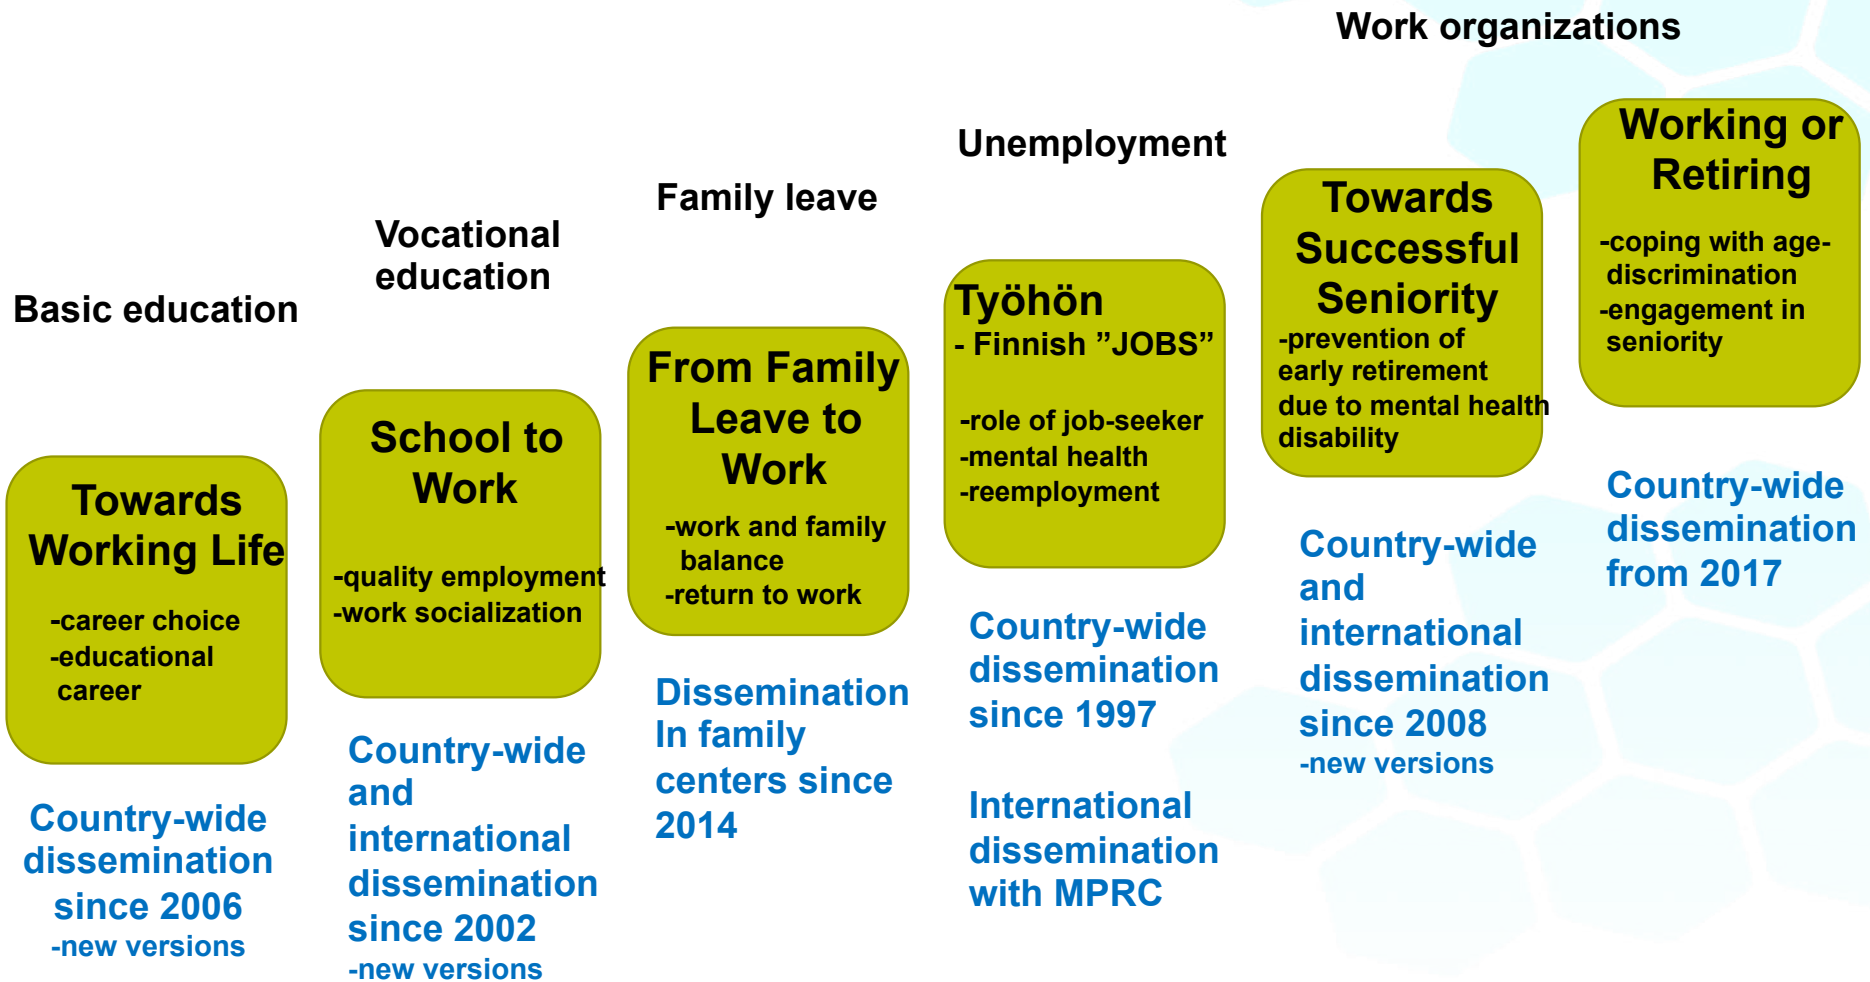 Basic education
Towards
Working Life
-career choice
-educational
career
Country-wide
dissemination
since 2006
-new versions
Vocational
education
School to
Work
-quality employment
-work socialization
Country-wide
and
international
dissemination
since 2002
-new versions
Family leave
From Family
Leave to
Work
-work and family
balance
-return to work
Dissemination
In family
centers since
2014
Unemployment
Työhön
- Finnish ”JOBS”
-role of job-seeker
-mental health
-reemployment
Country-wide
dissemination
since 1997
International
dissemination
with MPRC
Work organizations
Towards
Successful
Seniority
-prevention of
early retirement
due to mental health
disability
Country-wide
and
international
dissemination
since 2008
-new versions
Working or
Retiring
-coping with age-
discrimination
-engagement in
seniority
Country-wide
dissemination
from 2017